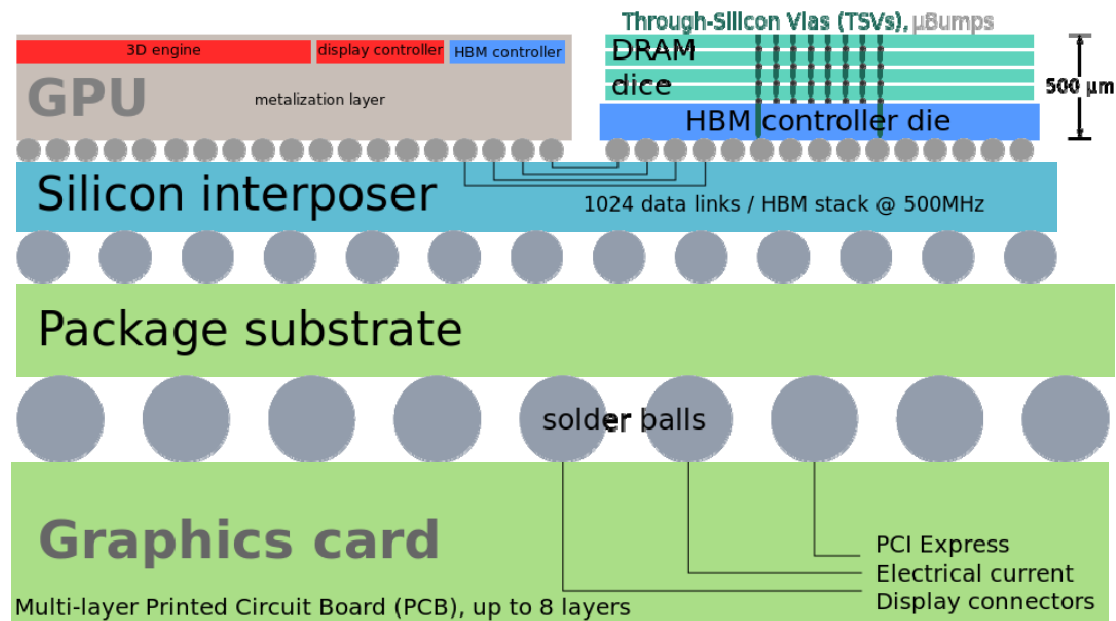 Through-Silicon Vias (TSVs), µBumps
3D engine
display controller
HBM controller
GPU
metalization layer
DRAM
dice
HBM controller die
500 µm
Silicon interposer
1024 data links / HBM stack @ 500MHz
Package substrate
solder balls
Graphics card
PCI Express
Electrical current
Display connectors
Multi-layer Printed Circuit Board (PCB), up to 8 layers